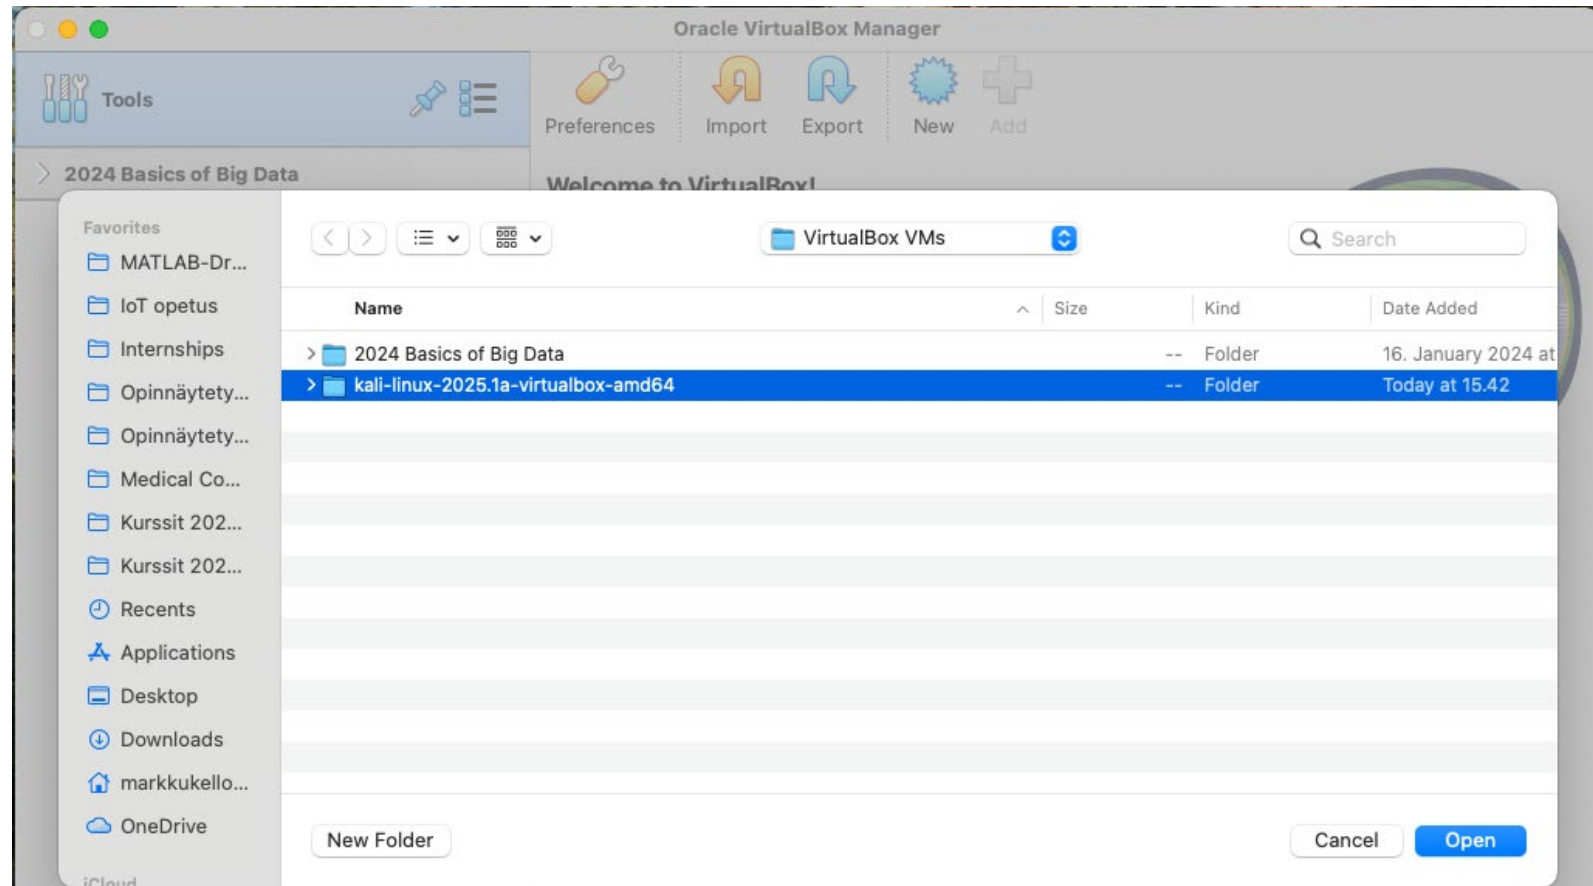 Oracle VirtualBox Manager
Tools
Preferences
Import
Export
New
Add
2024 Basics of Big Data
Welcome to VirtualBox!
Favorites
MATLAB-Dr...
IoT opetus
Internships
Opinnäytety...
Opinnäytety...
Medical Co...
Kurssit 202...
Kurssit 202...
Recents
Applications
Desktop
Downloads
markkukello...
OneDrive
iCloud
VirtualBox VMs
Search
Name Size Kind Date Added
2024 Basics of Big Data -- Folder 16. January 2024 at
kali-linux-2025.1a-virtualbox-amd64 -- Folder Today at 15.42
New Folder
Cancel
Open